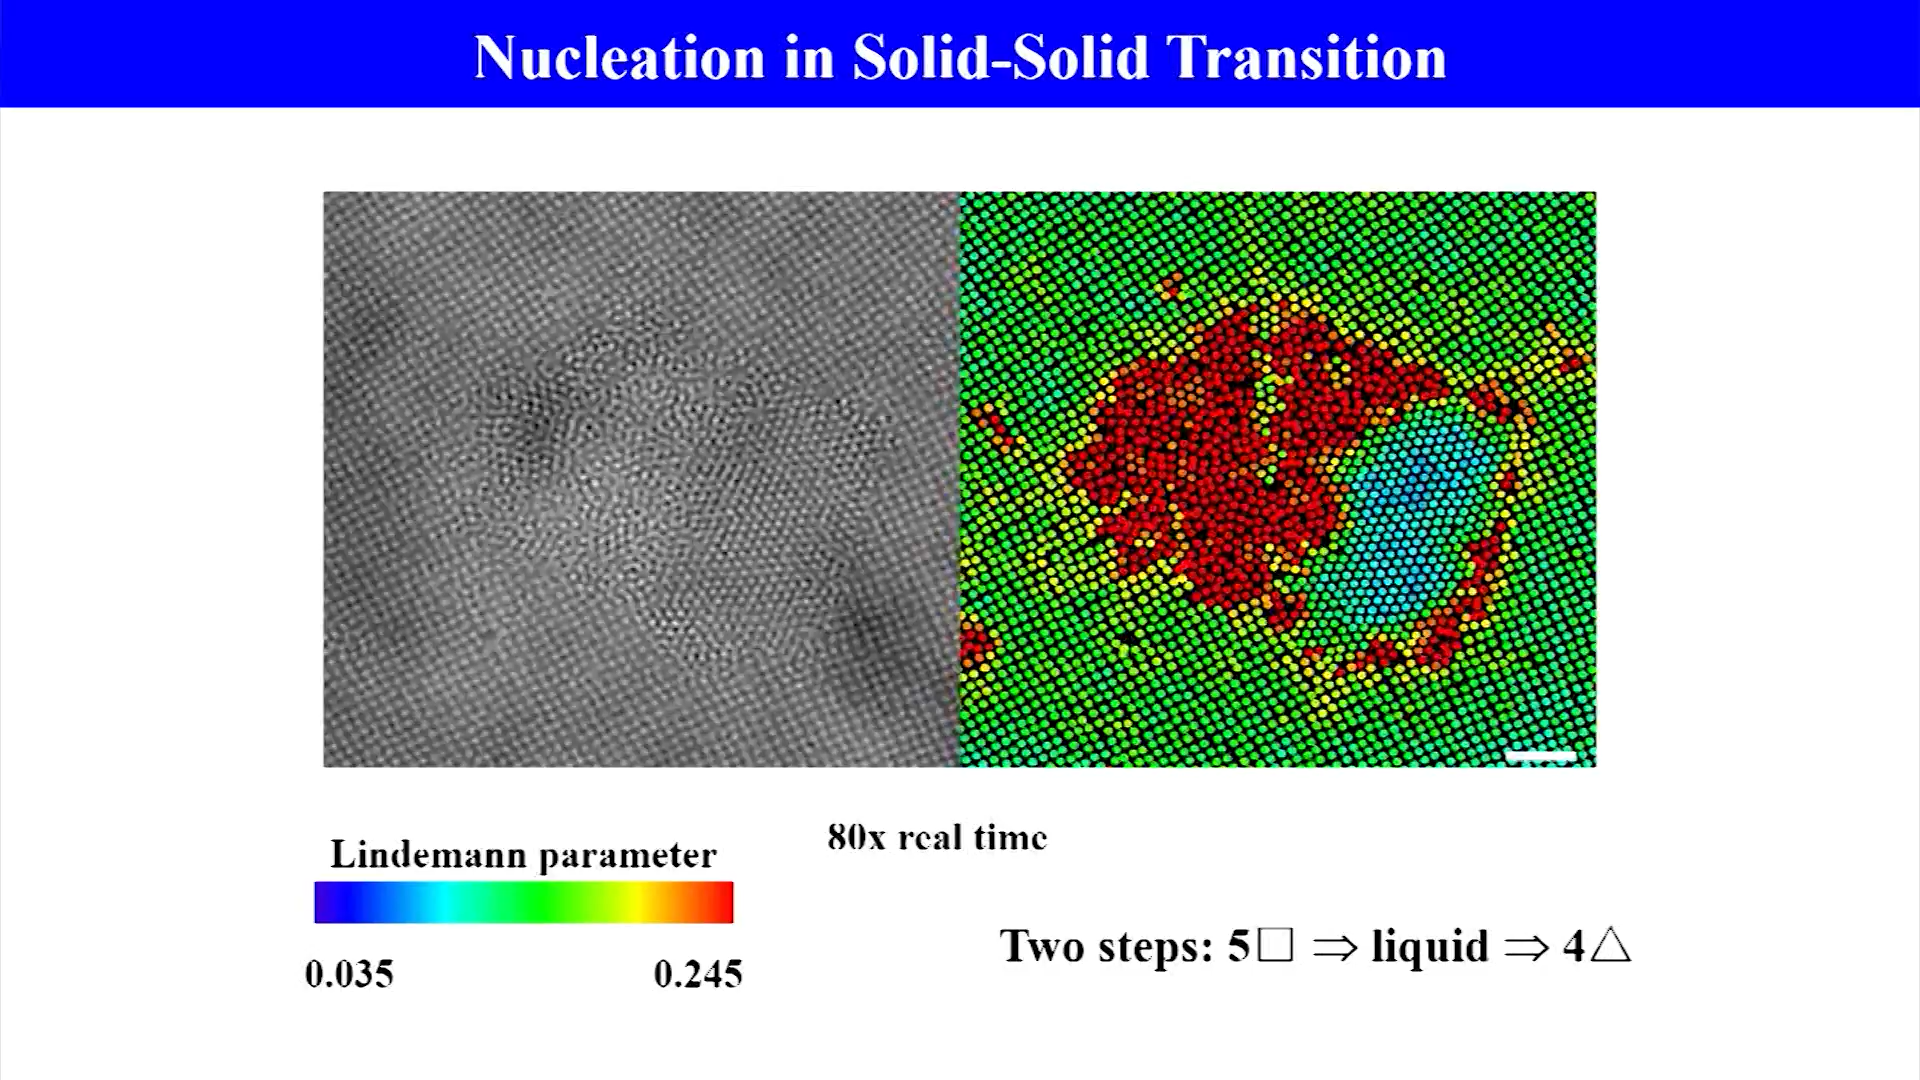 Nucleation in Solid-Solid Transition
80x real time
Lindemann parameter
0.035 0.245
Two steps: 5□ ⇒ liquid ⇒ 4△